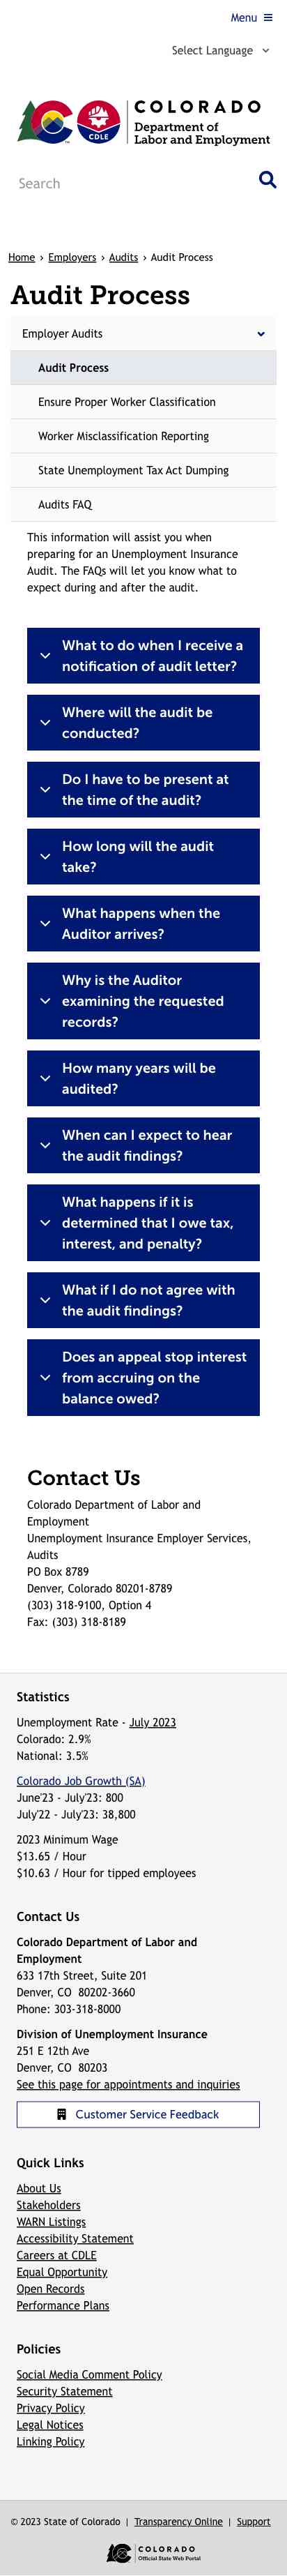 Menu
Select Language
COLORADO
CDLE
Department of
Labor and Employment
Search
Home › Employers › Audits › Audit Process
Audit Process
Employer Audits
Audit Process
Ensure Proper Worker Classification
Worker Misclassification Reporting
State Unemployment Tax Act Dumping
Audits FAQ
This information will assist you when
preparing for an Unemployment Insurance
Audit. The FAQs will let you know what to
expect during and after the audit.
What to do when I receive a
notification of audit letter?
Where will the audit be
conducted?
Do I have to be present at
the time of the audit?
How long will the audit
take?
What happens when the
Auditor arrives?
Why is the Auditor
examining the requested
records?
How many years will be
audited?
When can I expect to hear
the audit findings?
What happens if it is
determined that I owe tax,
interest, and penalty?
What if I do not agree with
the audit findings?
Does an appeal stop interest
from accruing on the
balance owed?
Contact Us
Colorado Department of Labor and
Employment
Unemployment Insurance Employer Services,
Audits
PO Box 8789
Denver, Colorado 80201-8789
(303) 318-9100, Option 4
Fax: (303) 318-8189
Statistics
Unemployment Rate - July 2023
Colorado: 2.9%
National: 3.5%
Colorado Job Growth (SA)
June'23 - July'23: 800
July'22 - July'23: 38,800
2023 Minimum Wage
$13.65 / Hour
$10.63 / Hour for tipped employees
Contact Us
Colorado Department of Labor and
Employment
633 17th Street, Suite 201
Denver, CO 80202-3660
Phone: 303-318-8000
Division of Unemployment Insurance
251 E 12th Ave
Denver, CO 80203
See this page for appointments and inquiries
Customer Service Feedback
Quick Links
About Us
Stakeholders
WARN Listings
Accessibility Statement
Careers at CDLE
Equal Opportunity
Open Records
Performance Plans
Policies
Social Media Comment Policy
Security Statement
Privacy Policy
Legal Notices
Linking Policy
© 2023 State of Colorado | Transparency Online | Support
COLORADO
Official State Web Portal